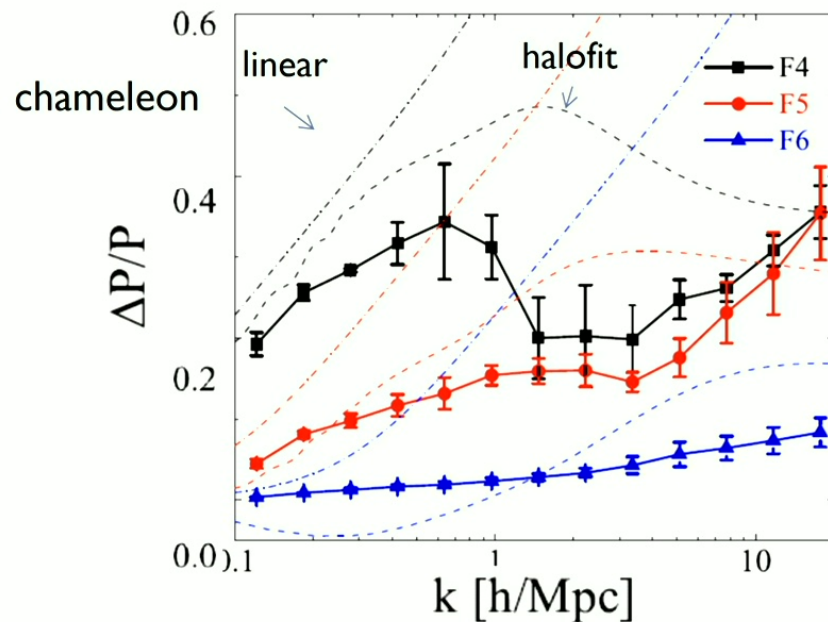 0.6
linear
halofit
chameleon
F4
F5
F6
0.4
ΔP/P
0.2
0.0
0.1
1
10
k [h/Mpc]